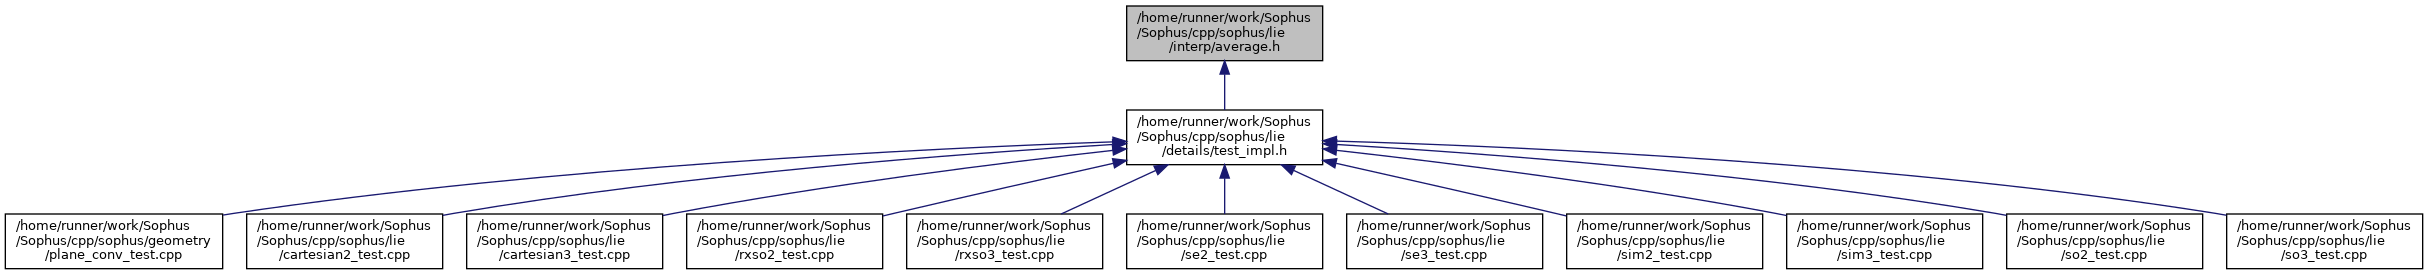 /home/runner/work/Sophus
/Sophus/cpp/sophus/lie
/interp/average.h
/home/runner/work/Sophus
/Sophus/cpp/sophus/lie
/details/test_impl.h
/home/runner/work/Sophus
/Sophus/cpp/sophus/geometry
/plane_conv_test.cpp
/home/runner/work/Sophus
/Sophus/cpp/sophus/lie
/cartesian2_test.cpp
/home/runner/work/Sophus
/Sophus/cpp/sophus/lie
/cartesian3_test.cpp
/home/runner/work/Sophus
/Sophus/cpp/sophus/lie
/rxso2_test.cpp
/home/runner/work/Sophus
/Sophus/cpp/sophus/lie
/rxso3_test.cpp
/home/runner/work/Sophus
/Sophus/cpp/sophus/lie
/se2_test.cpp
/home/runner/work/Sophus
/Sophus/cpp/sophus/lie
/se3_test.cpp
/home/runner/work/Sophus
/Sophus/cpp/sophus/lie
/sim2_test.cpp
/home/runner/work/Sophus
/Sophus/cpp/sophus/lie
/sim3_test.cpp
/home/runner/work/Sophus
/Sophus/cpp/sophus/lie
/so2_test.cpp
/home/runner/work/Sophus
/Sophus/cpp/sophus/lie
/so3_test.cpp